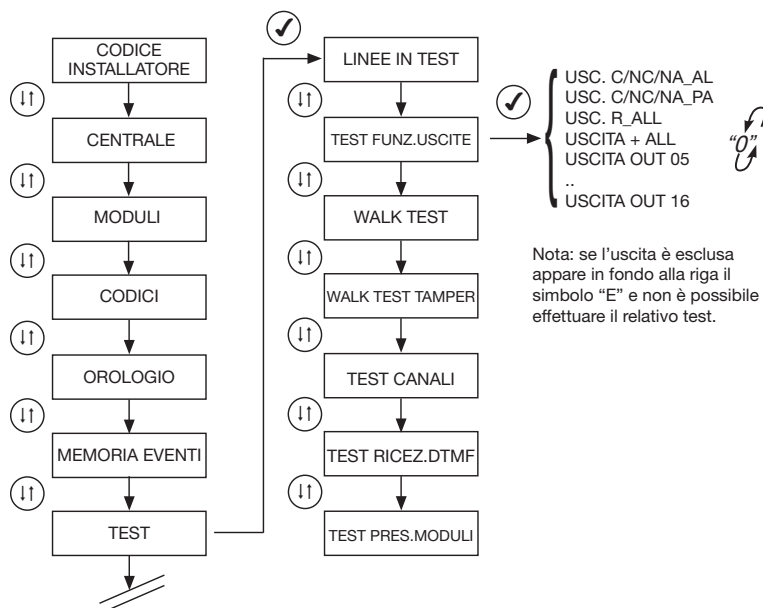 CODICE
INSTALLATORE
CENTRALE
MODULI
CODICI
OROLOGIO
MEMORIA EVENTI
TEST
LINEE IN TEST
TEST FUNZ.USCITE
WALK TEST
WALK TEST TAMPER
TEST CANALI
TEST RICEZ.DTMF
TEST PRES.MODULI
USC. C/NC/NA_AL
USC. C/NC/NA_PA
USC. R_ALL
USCITA + ALL
USCITA OUT 05
..
USCITA OUT 16
"0"
Nota: se l'uscita è esclusa
appare in fondo alla riga il
simbolo “E” e non è possibile
effettuare il relativo test.